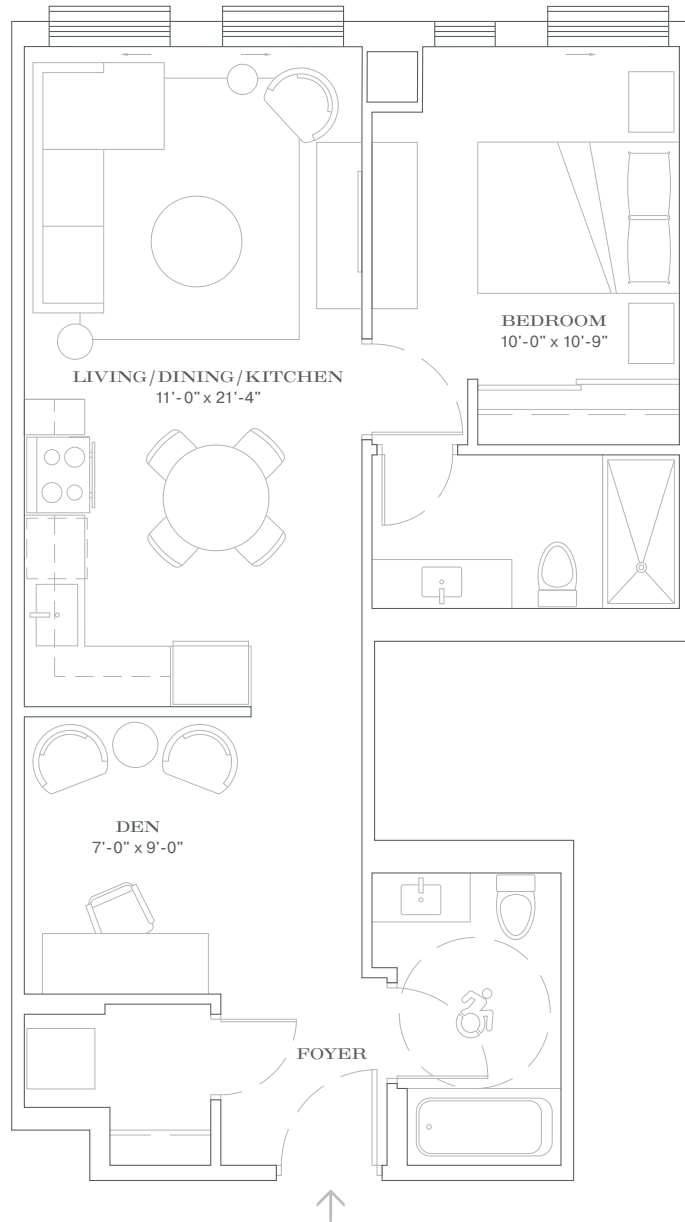 BEDROOM
10'-0" x 10'-9"
LIVING/DINING/KITCHEN
11'-0" x 21'-4"
DEN
7'-0" x 9'-0"
FOYER